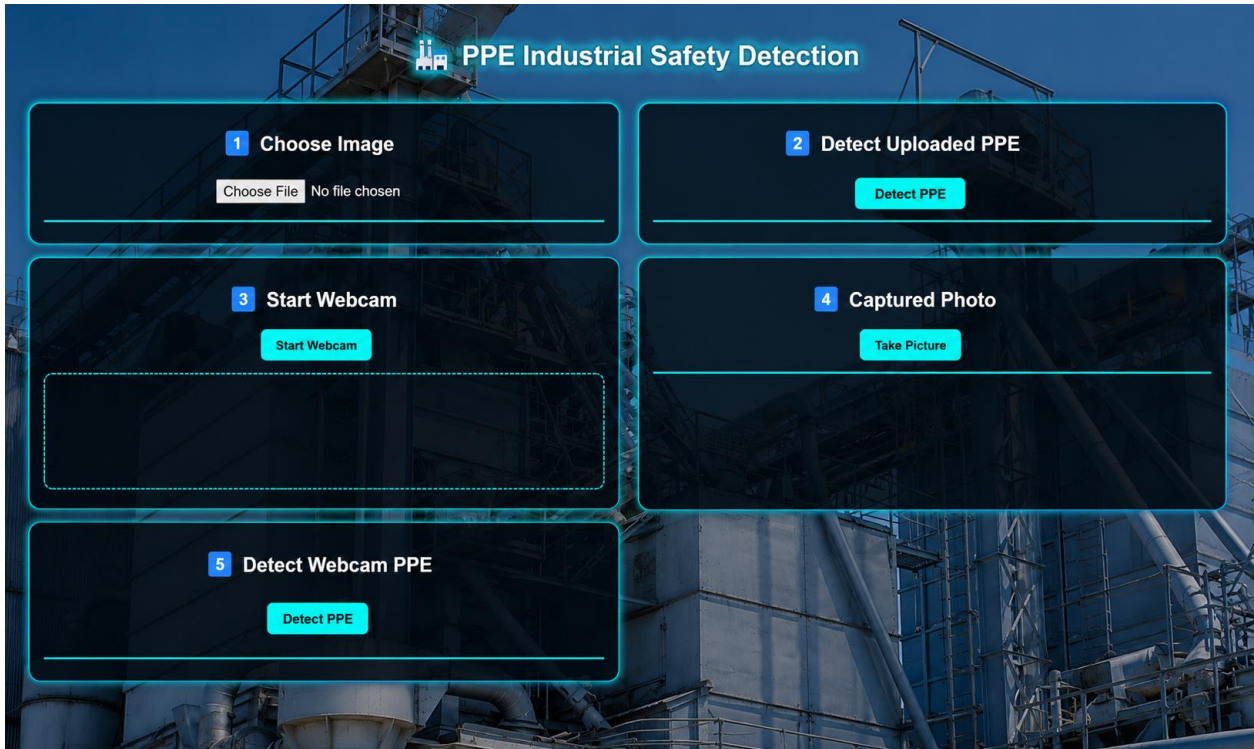 PPE Industrial Safety Detection
1 Choose Image
Choose File No file chosen
2 Detect Uploaded PPE
Detect PPE
3 Start Webcam
Start Webcam
4 Captured Photo
Take Picture
5 Detect Webcam PPE
Detect PPE